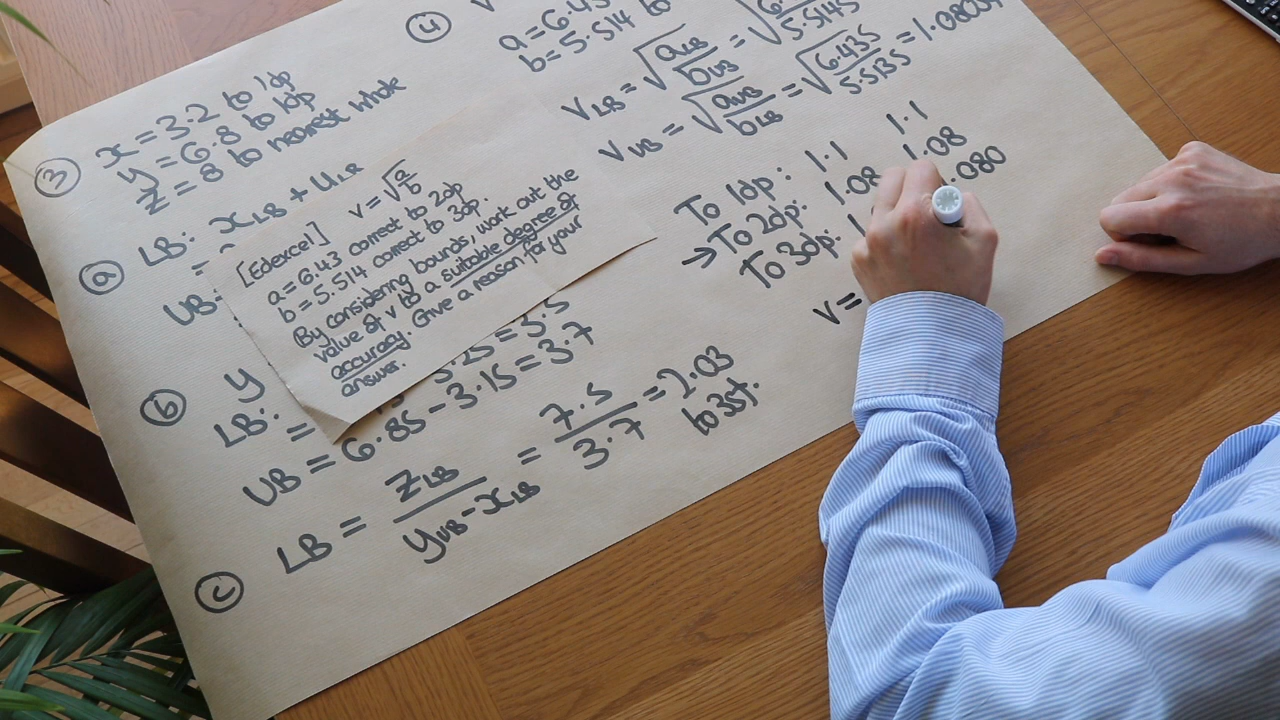 ③ x = 3.2 to 1dp
y = 6.8 to 1dp
z = 8 to nearest whole
ⓐ LB: xLB +
=
UB =
ⓑ y
LB: =
3.25 = 3.5
UB = 6.85 - 3.15 = 3.7
ⓒ LB = zLB / yUB - xLB = 7.5 / 3.7 = 2.03
to 3sf.
[Edexcel] v = √a/b
a = 6.43 correct to 2dp
b = 5.514 correct to 3dp.
By considering bounds, work out the
value of v to a suitable degree of
accuracy. Give a reason for your
answer.
④
a = 6.43
b = 5.514
vLB = √aLB/bUB = √ /5.5145
vUB = √aUB/bLB = √6.435/5.5135 =
To 1dp: 1.1 1.1
→ To 2dp: 1.08 1.08
To 3dp: .080
v =